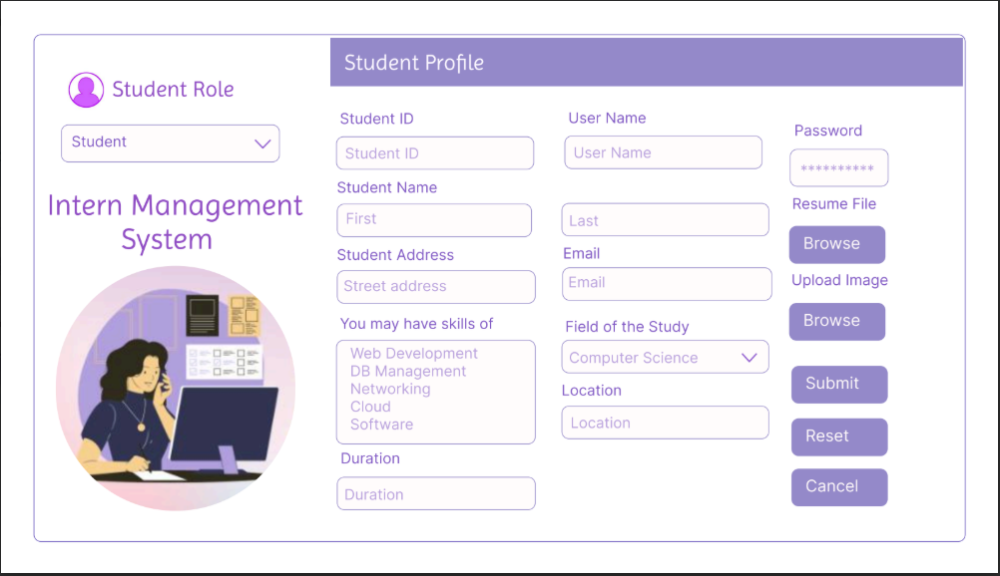 Student Role
Student
Intern Management
System
Student Profile
Student ID
Student ID
User Name
User Name
Password
**********
Student Name
First
Last
Resume File
Browse
Student Address
Street address
Email
Email
Upload Image
Browse
You may have skills of
Web Development
DB Management
Networking
Cloud
Software
Field of the Study
Computer Science
Location
Location
Duration
Duration
Submit
Reset
Cancel